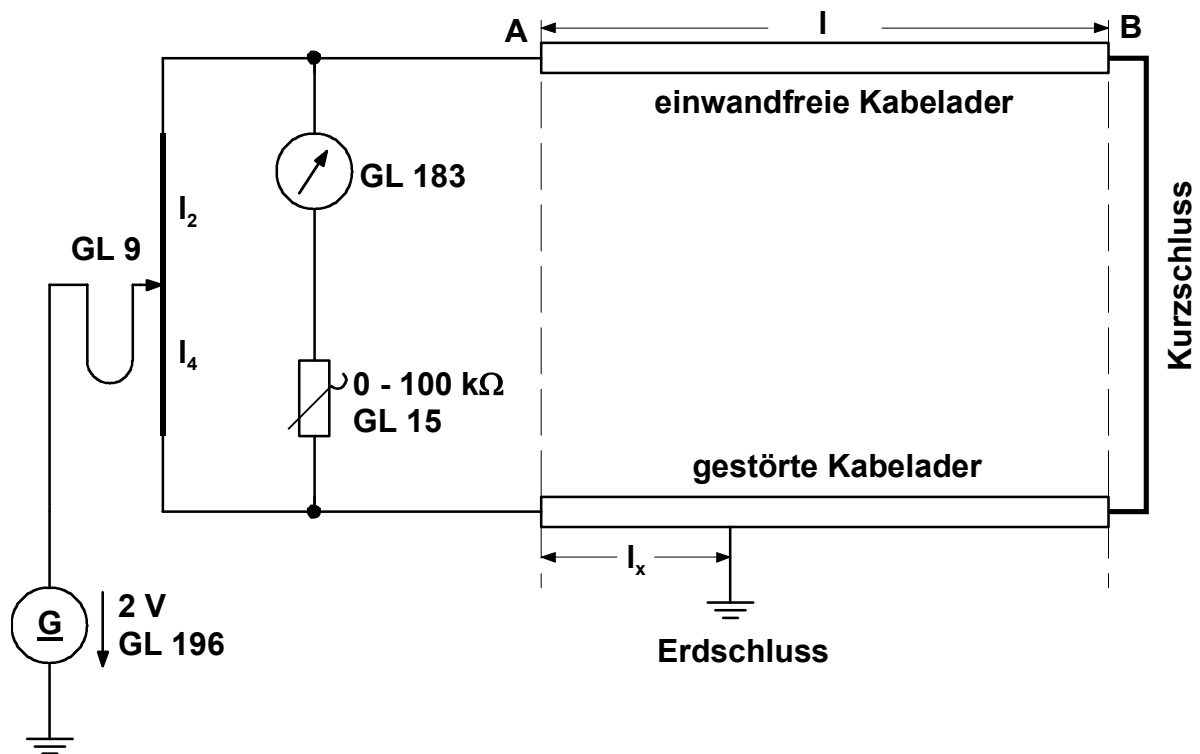 A
l
B
einwandfreie Kabelader
GL 183
l₂
GL 9
Kurzschluss
l₄
0 - 100 kΩ
GL 15
gestörte Kabelader
lₓ
G
2 V
GL 196
Erdschluss